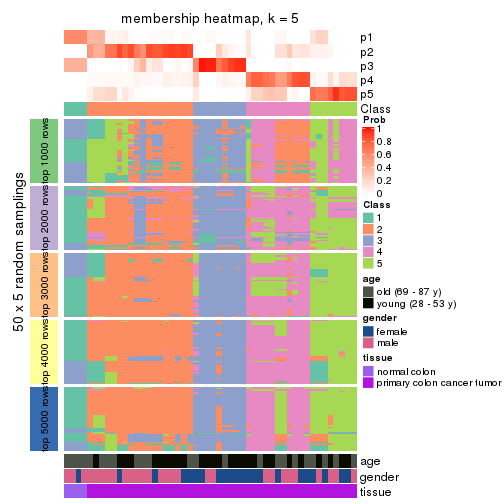 membership heatmap, k = 5
p1
p2
p3
p4
p5
Class
50 x 5 random samplings
top 1000 rows
top 2000 rows
top 3000 rows
top 4000 rows
top 5000 rows
Prob
1
0.8
0.6
0.4
0.2
0
Class
1
2
3
4
5
age
old (69 - 87 y)
young (28 - 53 y)
gender
female
male
tissue
normal colon
primary colon cancer tumor
age
gender
tissue